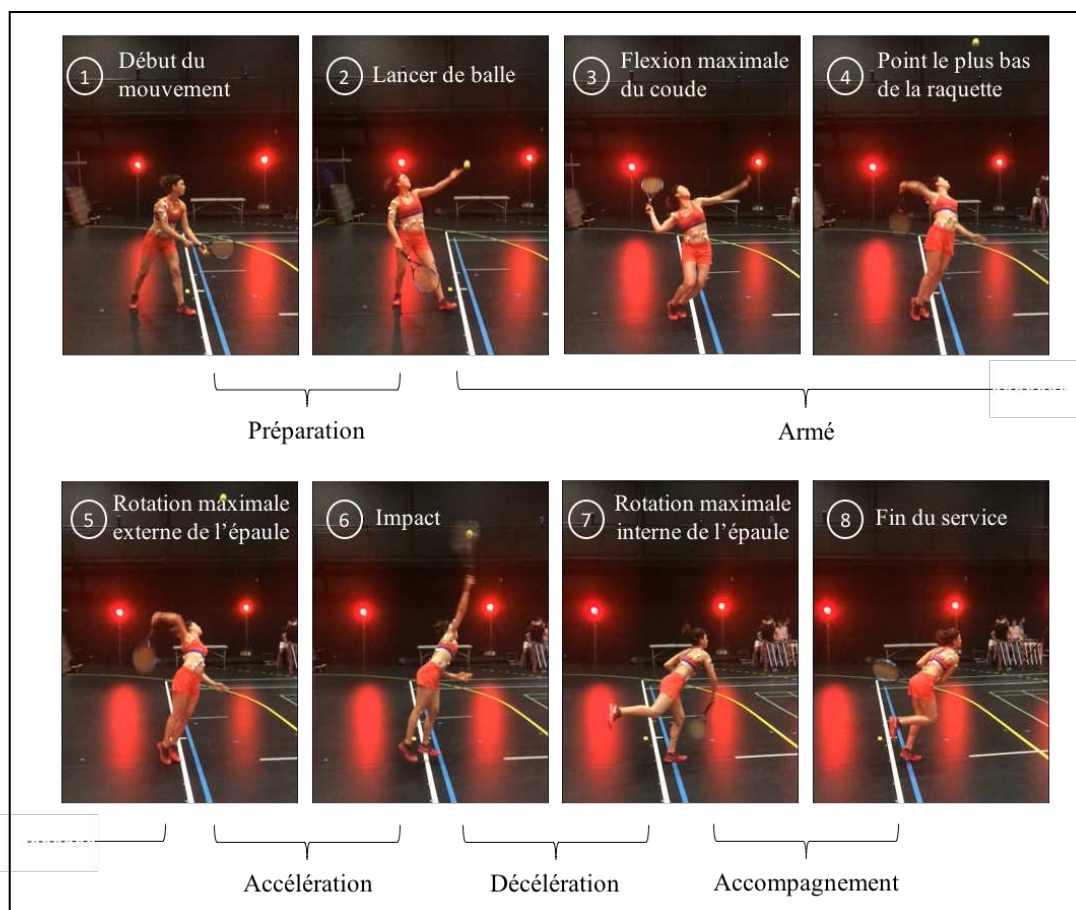 1 Début du
mouvement
2 Lancer de balle
3 Flexion maximale
du coude
4 Point le plus bas
de la raquette
Préparation
Armé
5 Rotation maximale
externe de l’épaule
6 Impact
7 Rotation maximale
interne de l’épaule
8 Fin du service
Accélération
Décélération
Accompagnement